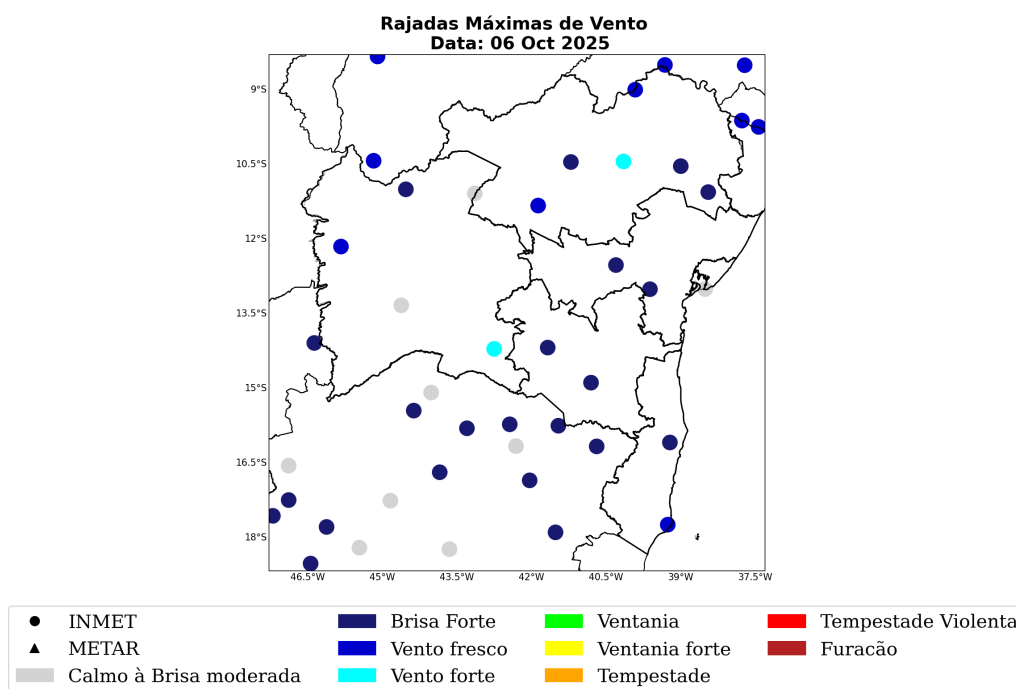 Rajadas Máximas de Vento
Data: 06 Oct 2025
9°S
10.5°S
12°S
13.5°S
15°S
16.5°S
18°S
46.5°W 45°W 43.5°W 42°W 40.5°W 39°W 37.5°W
INMET Brisa Forte Ventania Tempestade Violenta
METAR Vento fresco Ventania forte Furacão
Calmo à Brisa moderada Vento forte Tempestade